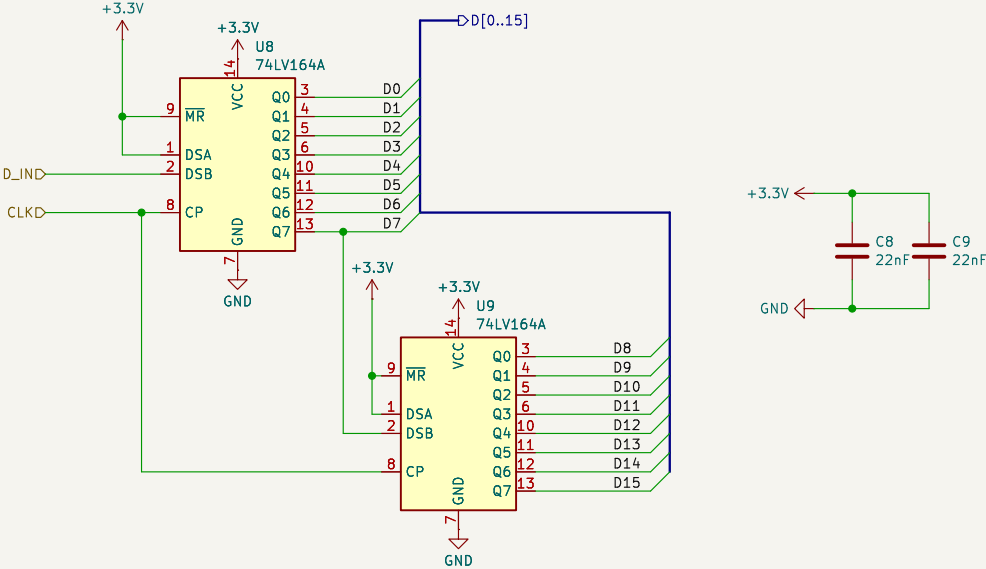 +3.3V
+3.3V
D[0..15]
U8
74LV164A
14
VCC
9
MR
1
DSA
2
DSB
8
CP
GND
7
GND
Q0
3
D0
Q1
4
D1
Q2
5
D2
Q3
6
D3
Q4
10
D4
Q5
11
D5
Q6
12
D6
Q7
13
D7
D_IN
CLK
+3.3V
+3.3V
U9
74LV164A
14
VCC
9
MR
1
DSA
2
DSB
8
CP
GND
7
GND
Q0
3
D8
Q1
4
D9
Q2
5
D10
Q3
6
D11
Q4
10
D12
Q5
11
D13
Q6
12
D14
Q7
13
D15
+3.3V
C8
22nF
C9
22nF
GND